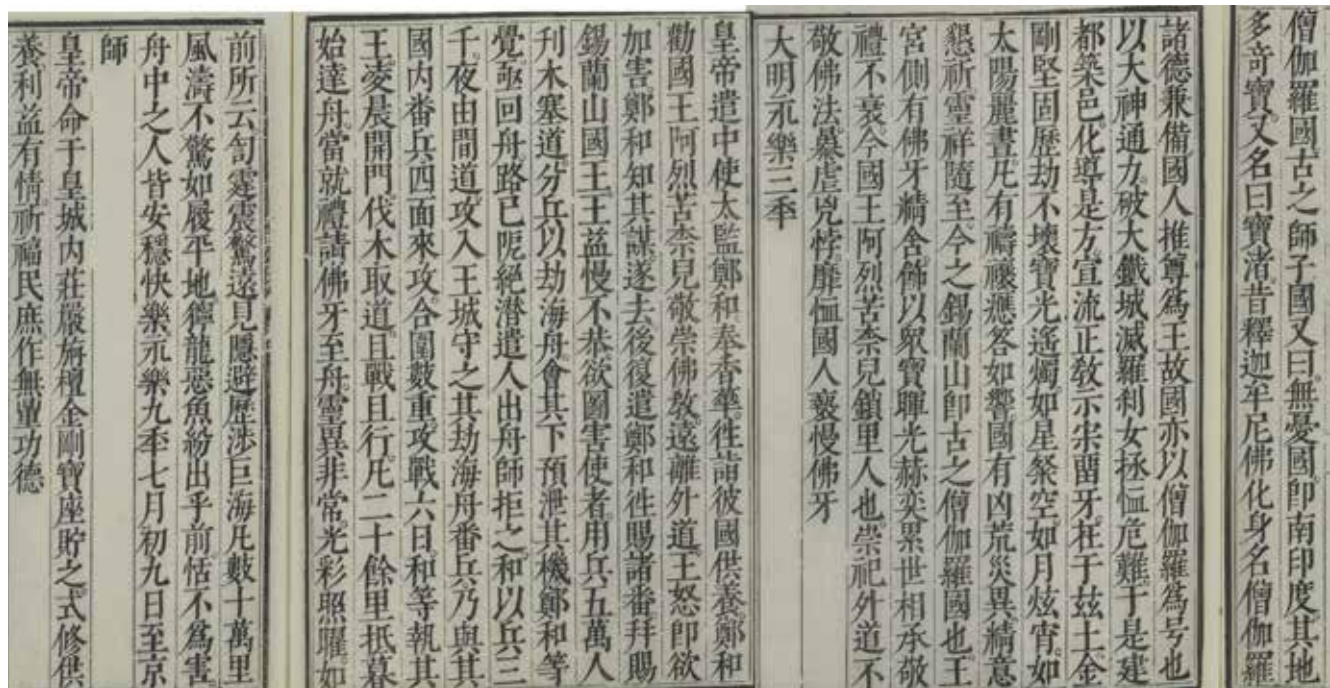 僧伽羅國古之師子國又曰無憂國即南印度其地
多奇寶又名曰寶渚昔釋迦牟尼佛化身名僧伽羅
諸德兼備國人推尊爲王故國亦以僧伽羅爲号也
以大神通力破大鐵城滅羅刹女拯恤危難于是建
都築邑化導是方宣流正教示宗畱牙在于玆土金
剛堅固歷劫不壞寶光遙燭如星粲空如月炫宵如
太陽麗晝凡有禱禳應答如響國有凶荒災異精意
懇祈靈祥隨至今之錫蘭山即古之僧伽羅國也王
宮側有佛牙精舍飾以眾寶暉光赫奕累世相承敬
禮不衰今國王阿烈苦柰兒鎖里人也崇祀外道不
敬佛法暴虐兇悖靡恤國人褻慢佛牙
大明永樂三秊
皇帝遣中使太監鄭和奉香華徃詣彼國供養鄭和
勸國王阿烈苦柰兒敬崇佛教遠離外道王怒即欲
加害鄭和知其謀遂去後復遣鄭和徃賜諸番拜賜
錫蘭山國王王益慢不恭欲圖害使者用兵五萬人
刋木塞道分兵以劫海舟會其下預泄其機鄭和等
覺亟回舟路已阨絕潛遣人出舟師拒之和以兵三
千夜由間道攻入王城守之其劫海舟番兵乃與其
國內番兵四面來攻合圍數重攻戰六日和等執其
王凌晨開門伐木取道且戰且行凡二十餘里抵暮
始達舟當就禮請佛牙至舟靈異非常光彩照曜如
前所云訇霆震驚遠見隱避歷涉巨海凡數十萬里
風濤不驚如履平地獰龍惡魚紛出乎前恬不爲害
舟中之人皆安穩快樂永樂九秊七月初九日至京
師
皇帝命于皇城內莊嚴旃檀金剛寶座貯之式修供
養利益有情祈福民庶作無量功德